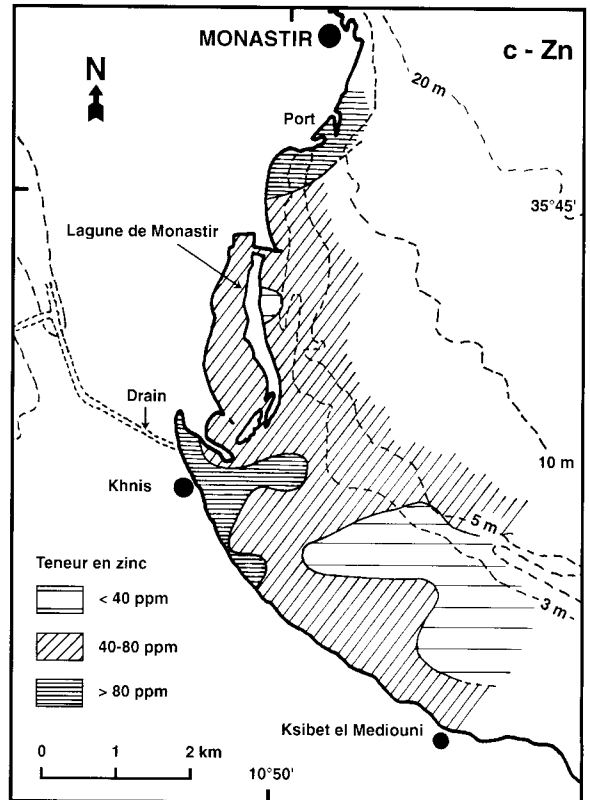 MONASTIR
c - Zn
N
20 m
Port
35°45'
Lagune de Monastir
Drain
10 m
Khnis
5 m
Teneur en zinc
< 40 ppm
3 m
40-80 ppm
> 80 ppm
Ksibet el Mediouni
0 1 2 km
10°50'